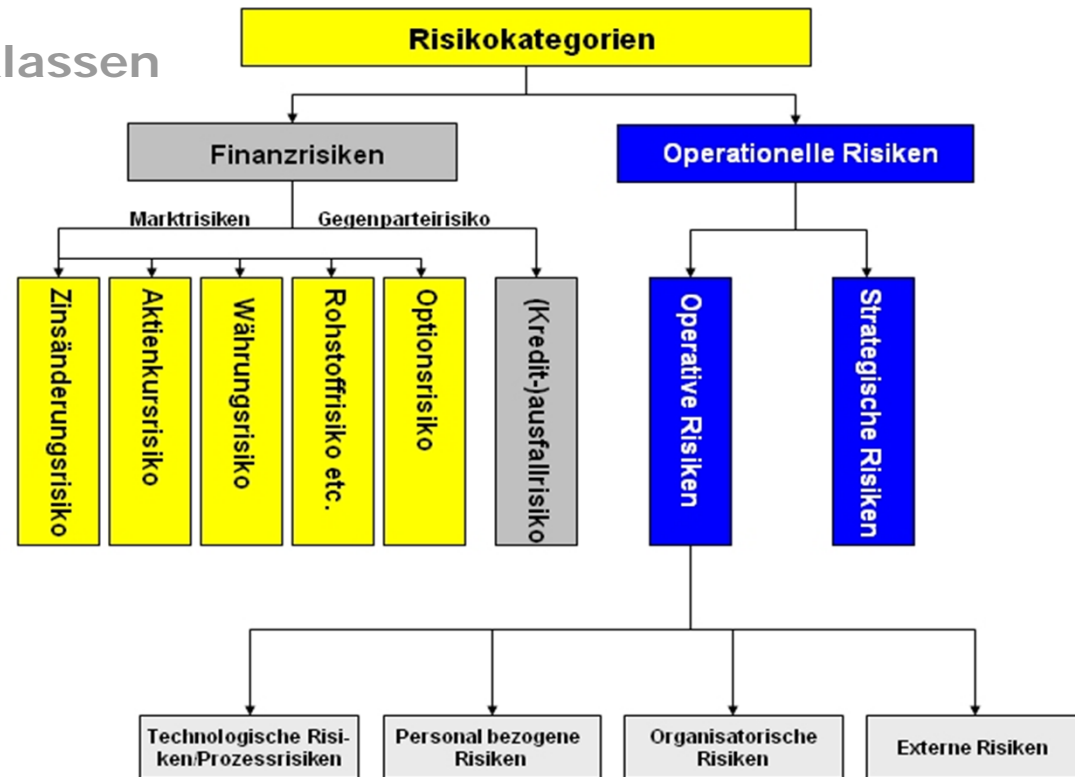 Risikokategorien
lassen
Finanzrisiken
Operationelle Risiken
Marktrisiken
Gegenparteirisiko
Zinsänderungsrisiko
Aktienkursrisiko
Währungsrisiko
Rohstoffrisiko etc.
Optionsrisiko
(Kredit-)ausfallrisiko
Operative Risiken
Strategische Risiken
Technologische Risi-
ken/Prozessrisiken
Personal bezogene
Risiken
Organisatorische
Risiken
Externe Risiken